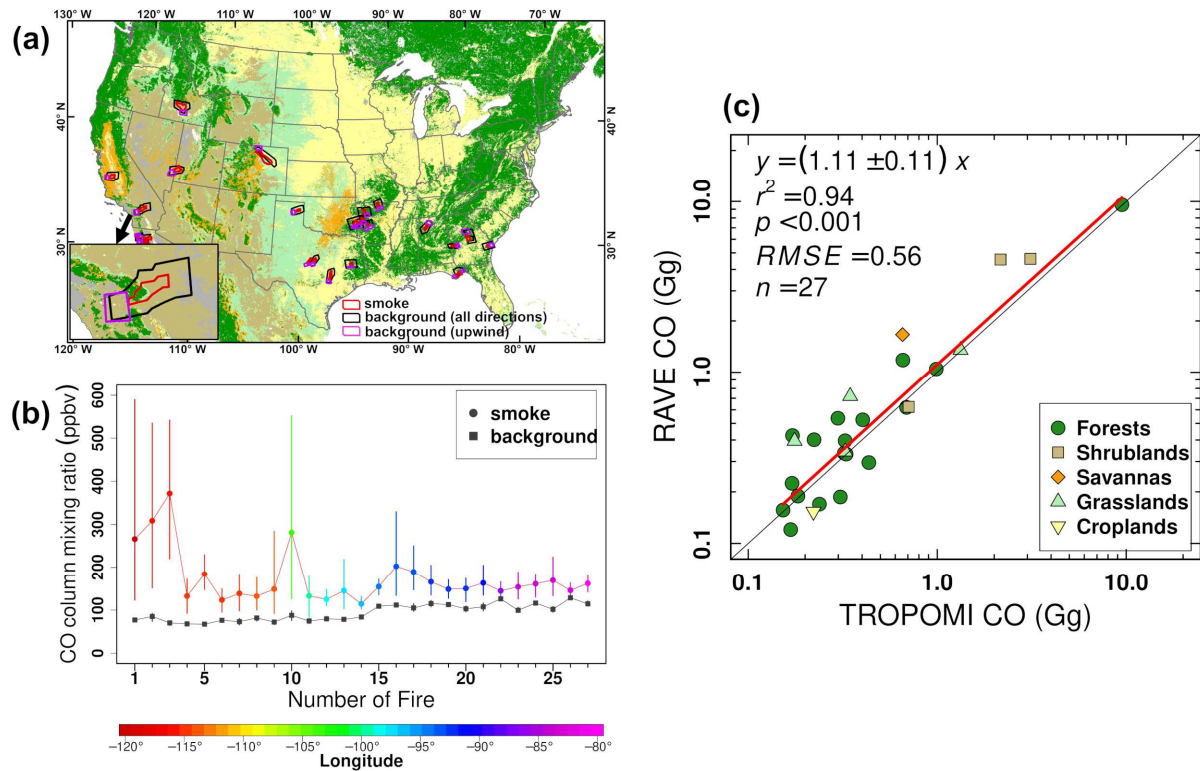 (a)
130° W 110° W 100° W 90° W 80° W 70° W
40° N
30° N
40° N
30° N
smoke
background (all directions)
background (upwind)
120° W 110° W 100° W 90° W 80° W
(b)
CO column mixing ratio (ppbv)
600
500
400
300
200
100
0
smoke
background
1 5 10 15 20 25
Number of Fire
−120° −115° −110° −105° −100° −95° −90° −85° −80°
Longitude
(c)
y =(1.11 ±0.11) x
r² =0.94
p <0.001
RMSE =0.56
n =27
RAVE CO (Gg)
10.0
1.0
0.1
Forests
Shrublands
Savannas
Grasslands
Croplands
0.1 1.0 10.0
TROPOMI CO (Gg)